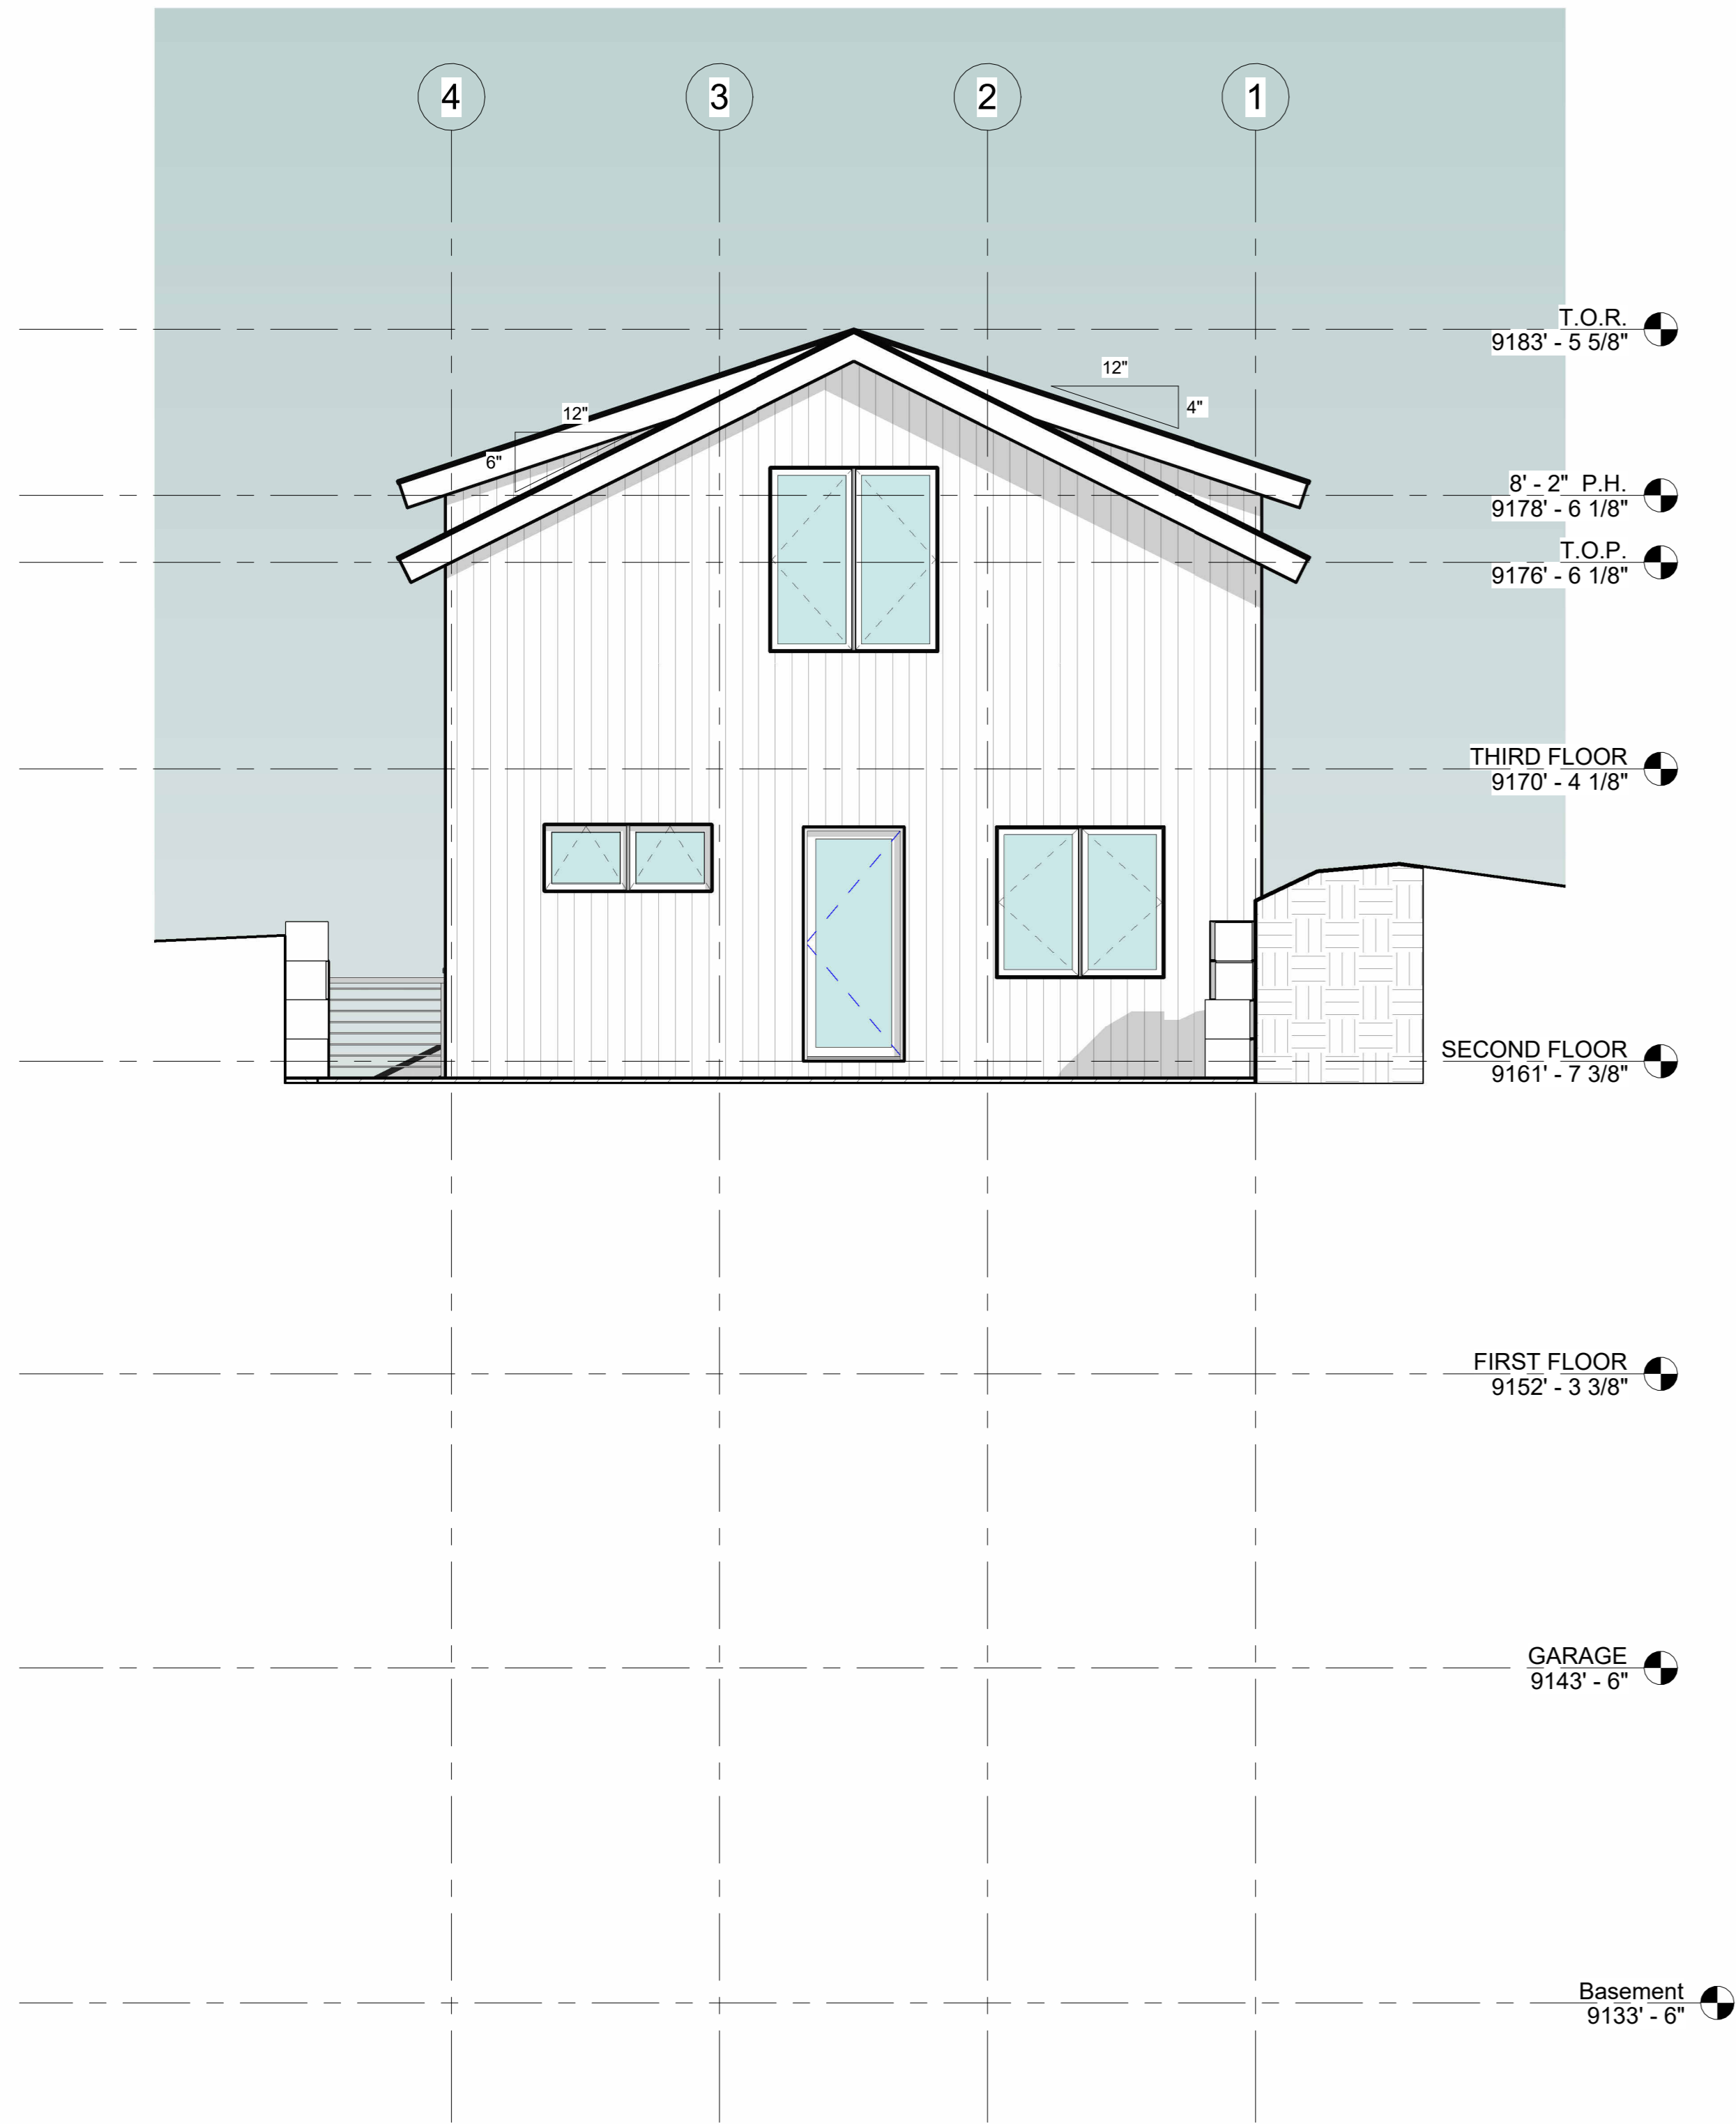 4
3
2
1
T.O.R.
9183' - 5 5/8"
12"
4"
12"
6"
8' - 2" P.H.
9178' - 6 1/8"
T.O.P.
9176' - 6 1/8"
THIRD FLOOR
9170' - 4 1/8"
SECOND FLOOR
9161' - 7 3/8"
FIRST FLOOR
9152' - 3 3/8"
GARAGE
9143' - 6"
Basement
9133' - 6"